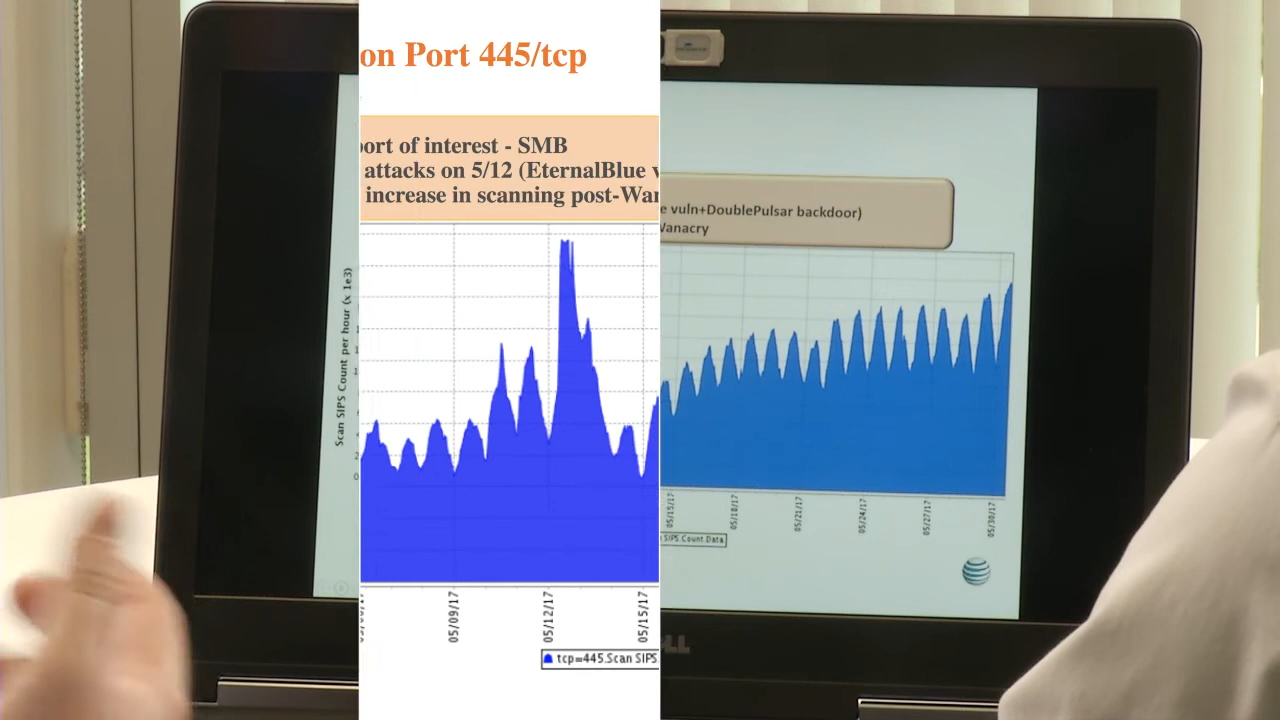 on Port 445/tcp
port of interest - SMB
attacks on 5/12 (EternalBlue v
e vuln+DoublePulsar backdoor)
increase in scanning post-Wan
Wanacry
Scan SIPS Count per hour (x 1e3)
2
0
05/09/17
05/12/17
05/15/17
05/15/17
05/18/17
05/21/17
05/24/17
05/27/17
05/30/17
tcp=445.Scan SIPS
SIPS.Count.Data